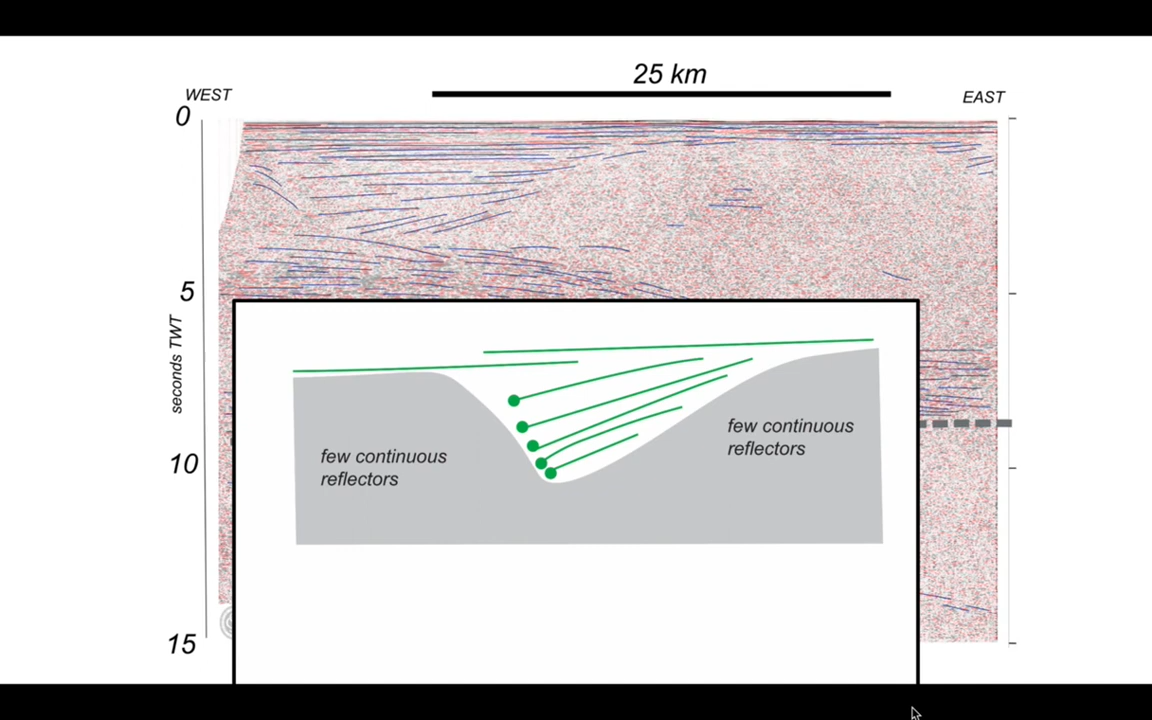 25 km
WEST
EAST
0
5
seconds TWT
10
15
few continuous
reflectors
few continuous
reflectors